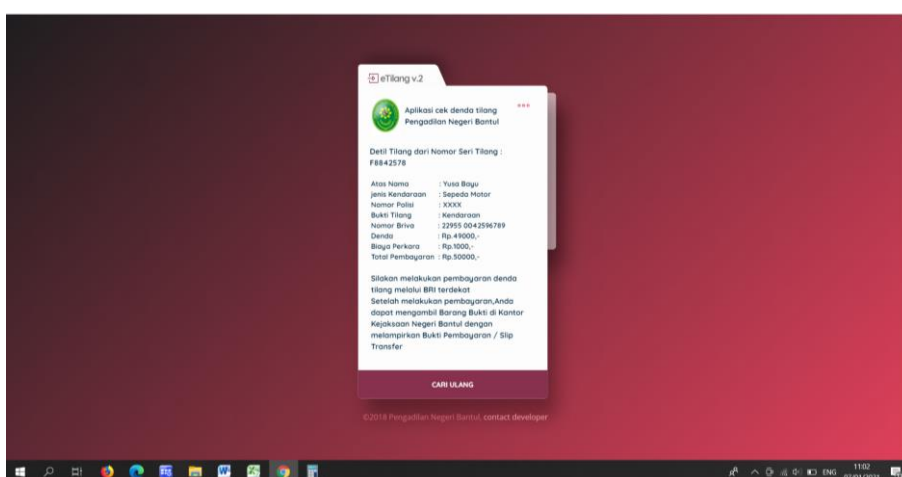 eTilang v.2
Aplikasi cek denda tilang
Pengadilan Negeri Bantul
Detil Tilang dari Nomor Seri Tilang :
F8842578
Atas Nama : Yusa Bayu
jenis Kendaraan : Sepeda Motor
Nomor Polisi : XXXX
Bukti Tilang : Kendaraan
Nomor Briva : 22955 0042596789
Denda : Rp.49000,-
Biaya Perkara : Rp.1000,-
Total Pembayaran : Rp.50000,-
Silakan melakukan pembayaran denda
tilang melalui BRI terdekat
Setelah melakukan pembayaran,Anda
dapat mengambil Barang Bukti di Kantor
Kejaksaan Negeri Bantul dengan
melampirkan Bukti Pembayaran / Slip
Transfer
CARI ULANG
©2018 Pengadilan Negeri Bantul, contact developer
ENG
11:02